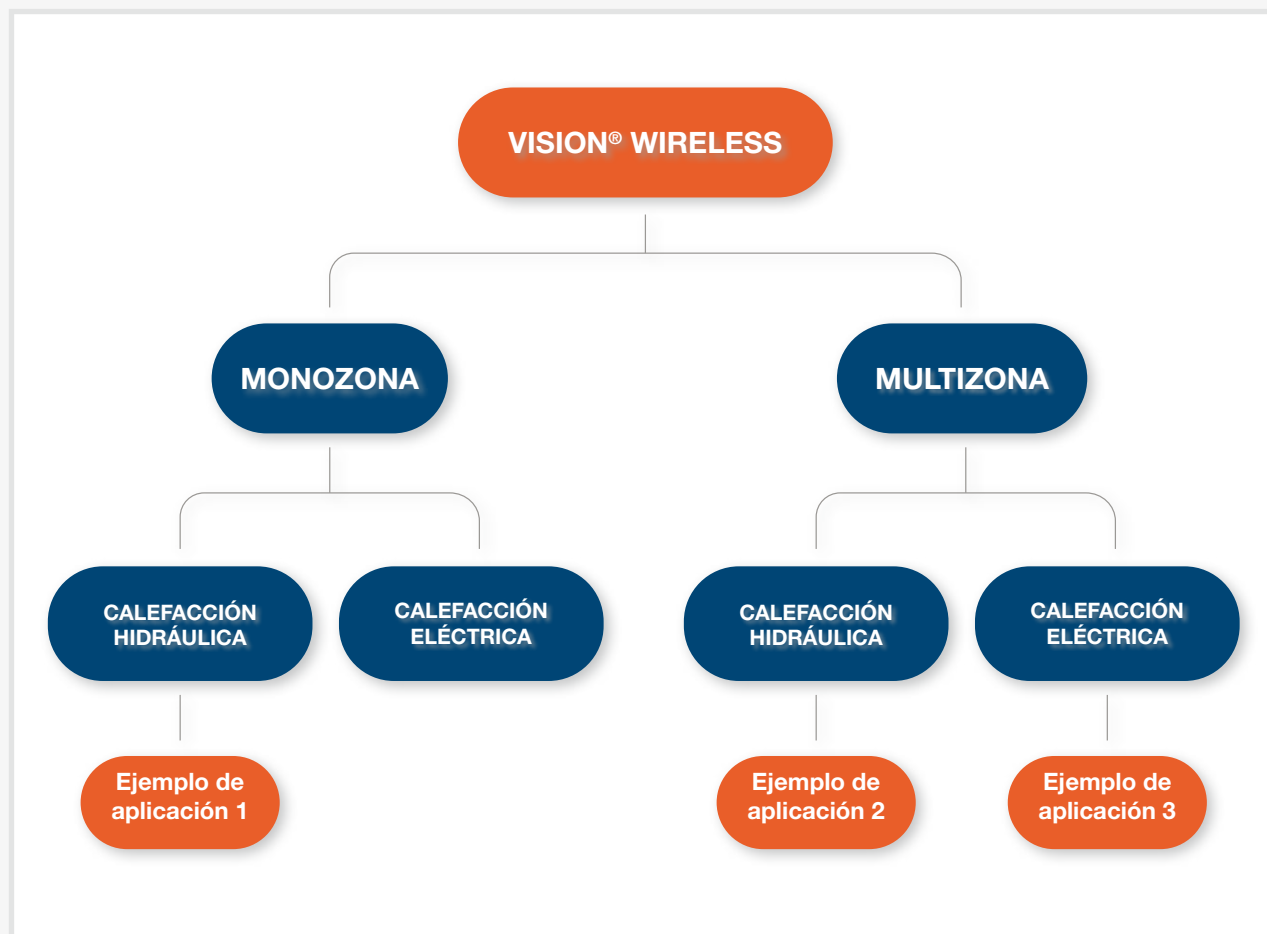 VISION® WIRELESS
MONOZONA
MULTIZONA
CALEFACCIÓN
HIDRÁULICA
CALEFACCIÓN
ELÉCTRICA
CALEFACCIÓN
HIDRÁULICA
CALEFACCIÓN
ELÉCTRICA
Ejemplo de
aplicación 1
Ejemplo de
aplicación 2
Ejemplo de
aplicación 3